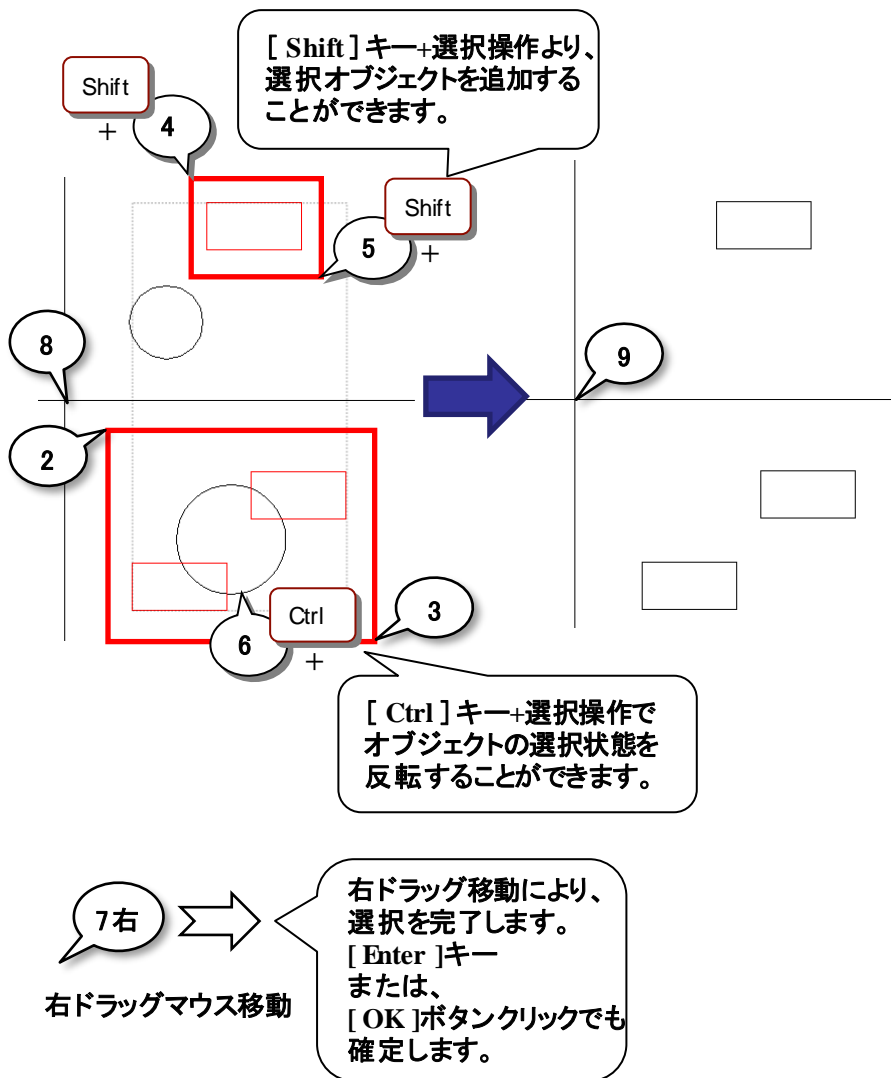 [ Shift ] キー+選択操作より、
選択オブジェクトを追加する
ことができます。
Shift
+
4
Shift
+
5
8
9
2
3
6
Ctrl
+
[ Ctrl ] キー+選択操作で
オブジェクトの選択状態を
反転することができます。
7右
右ドラッグマウス移動
右ドラッグ移動により、
選択を完了します。
[ Enter ]キー
または、
[ OK ]ボタンクリックでも
確定します。